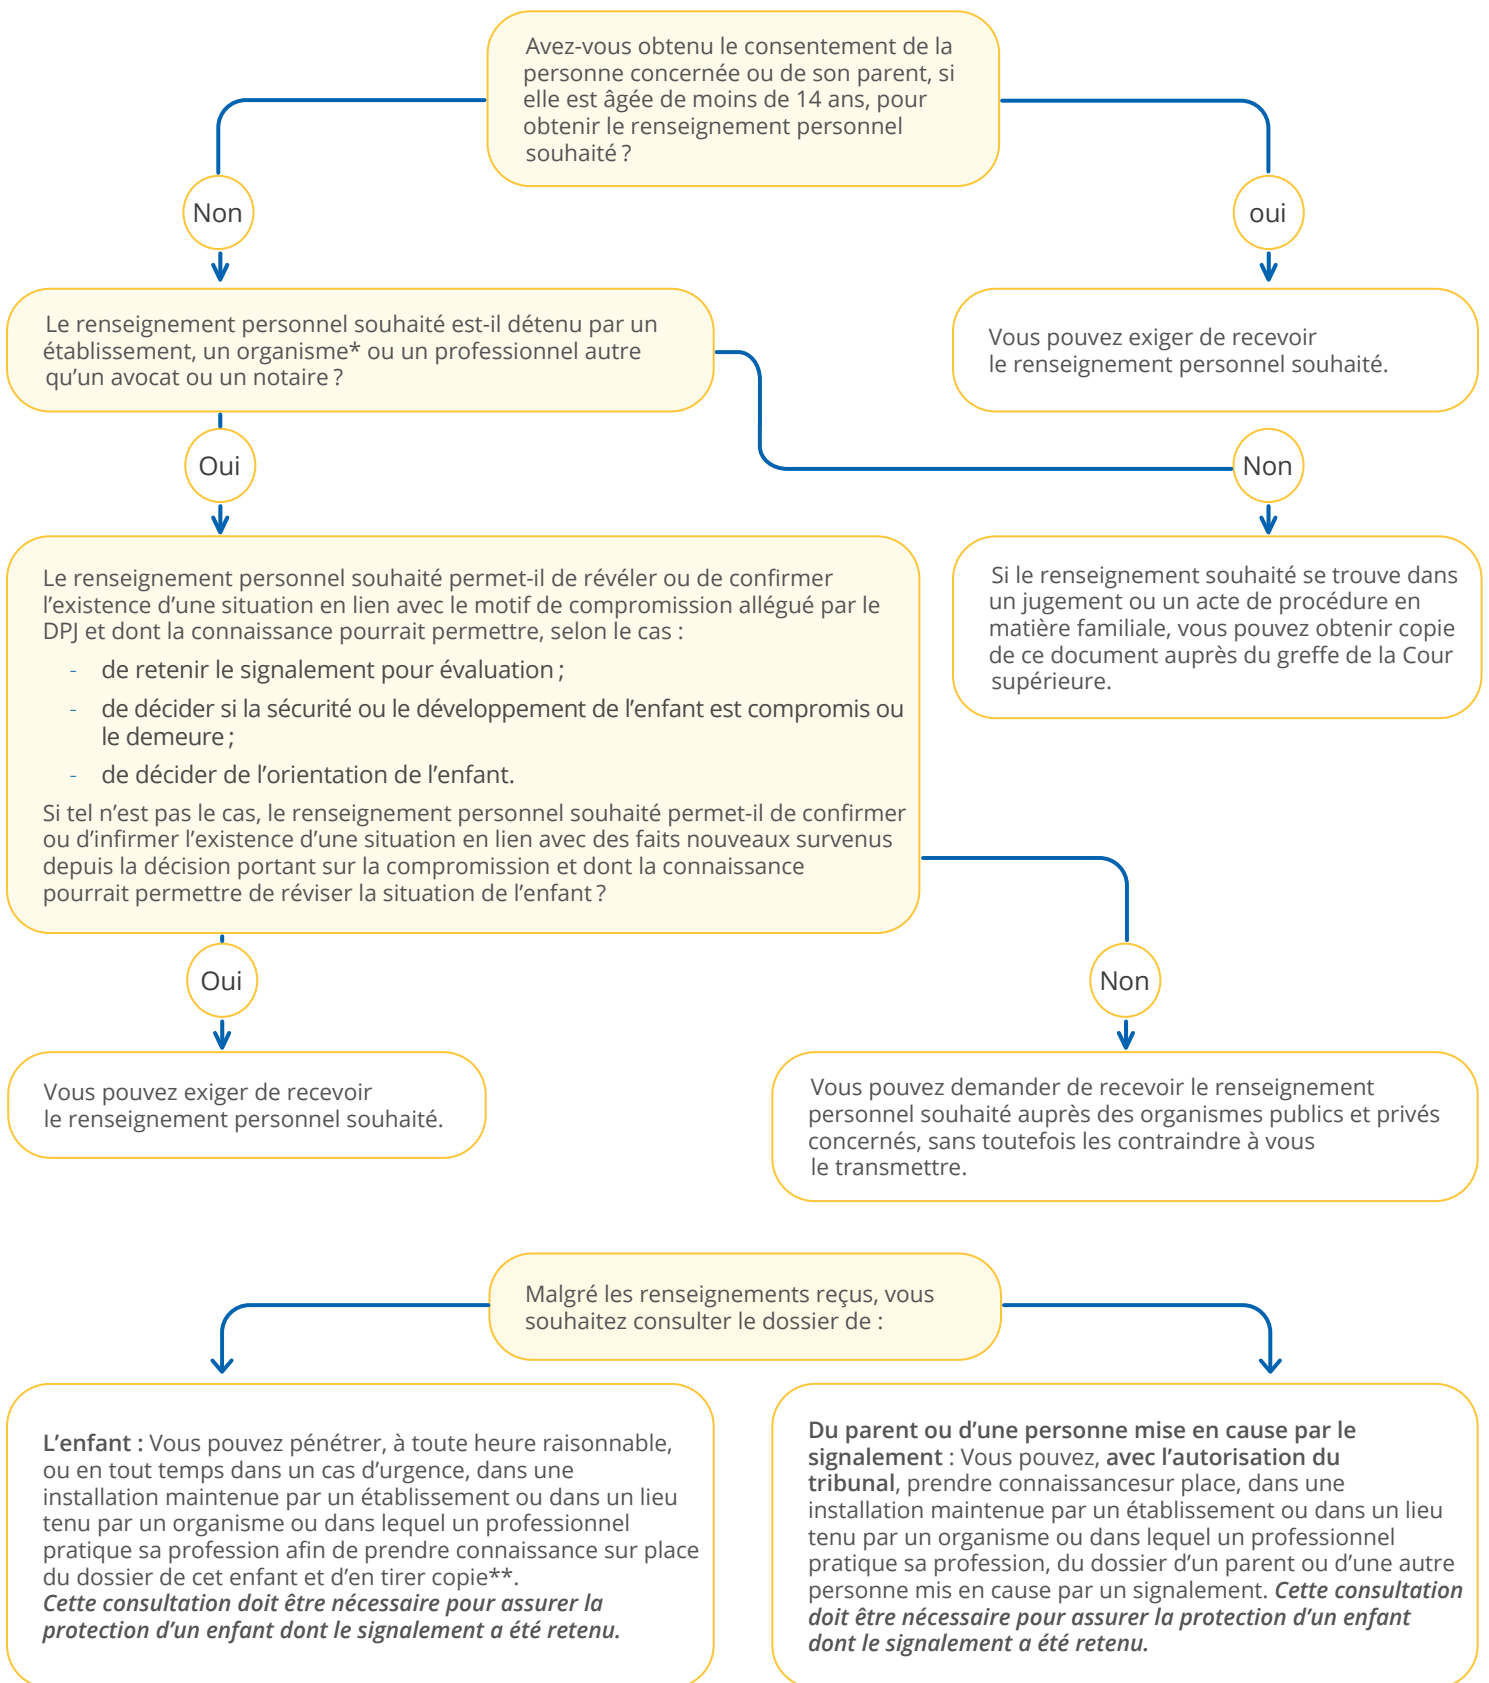 Avez-vous obtenu le consentement de la
personne concernée ou de son parent, si
elle est âgée de moins de 14 ans, pour
obtenir le renseignement personnel
souhaité ?
Non
oui
Le renseignement personnel souhaité est-il détenu par un
établissement, un organisme* ou un professionnel autre
qu’un avocat ou un notaire ?
Vous pouvez exiger de recevoir
le renseignement personnel souhaité.
Oui
Non
Le renseignement personnel souhaité permet-il de révéler ou de confirmer
l’existence d’une situation en lien avec le motif de compromission allégué par le
DPJ et dont la connaissance pourrait permettre, selon le cas :
- de retenir le signalement pour évaluation ;
- de décider si la sécurité ou le développement de l’enfant est compromis ou
le demeure ;
- de décider de l’orientation de l’enfant.
Si tel n’est pas le cas, le renseignement personnel souhaité permet-il de confirmer
ou d’infirmer l’existence d’une situation en lien avec des faits nouveaux survenus
depuis la décision portant sur la compromission et dont la connaissance
pourrait permettre de réviser la situation de l’enfant ?
Si le renseignement souhaité se trouve dans
un jugement ou un acte de procédure en
matière familiale, vous pouvez obtenir copie
de ce document auprès du greffe de la Cour
supérieure.
Oui
Non
Vous pouvez exiger de recevoir
le renseignement personnel souhaité.
Vous pouvez demander de recevoir le renseignement
personnel souhaité auprès des organismes publics et privés
concernés, sans toutefois les contraindre à vous
le transmettre.
Malgré les renseignements reçus, vous
souhaitez consulter le dossier de :
L’enfant : Vous pouvez pénétrer, à toute heure raisonnable,
ou en tout temps dans un cas d’urgence, dans une
installation maintenue par un établissement ou dans un lieu
tenu par un organisme ou dans lequel un professionnel
pratique sa profession afin de prendre connaissance sur place
du dossier de cet enfant et d’en tirer copie**.
Cette consultation doit être nécessaire pour assurer la
protection d’un enfant dont le signalement a été retenu.
Du parent ou d’une personne mise en cause par le
signalement : Vous pouvez, avec l’autorisation du
tribunal, prendre connaissancesur place, dans une
installation maintenue par un établissement ou dans un lieu
tenu par un organisme ou dans lequel un professionnel
pratique sa profession, du dossier d’un parent ou d’une autre
personne mis en cause par un signalement. Cette consultation
doit être nécessaire pour assurer la protection d’un enfant
dont le signalement a été retenu.